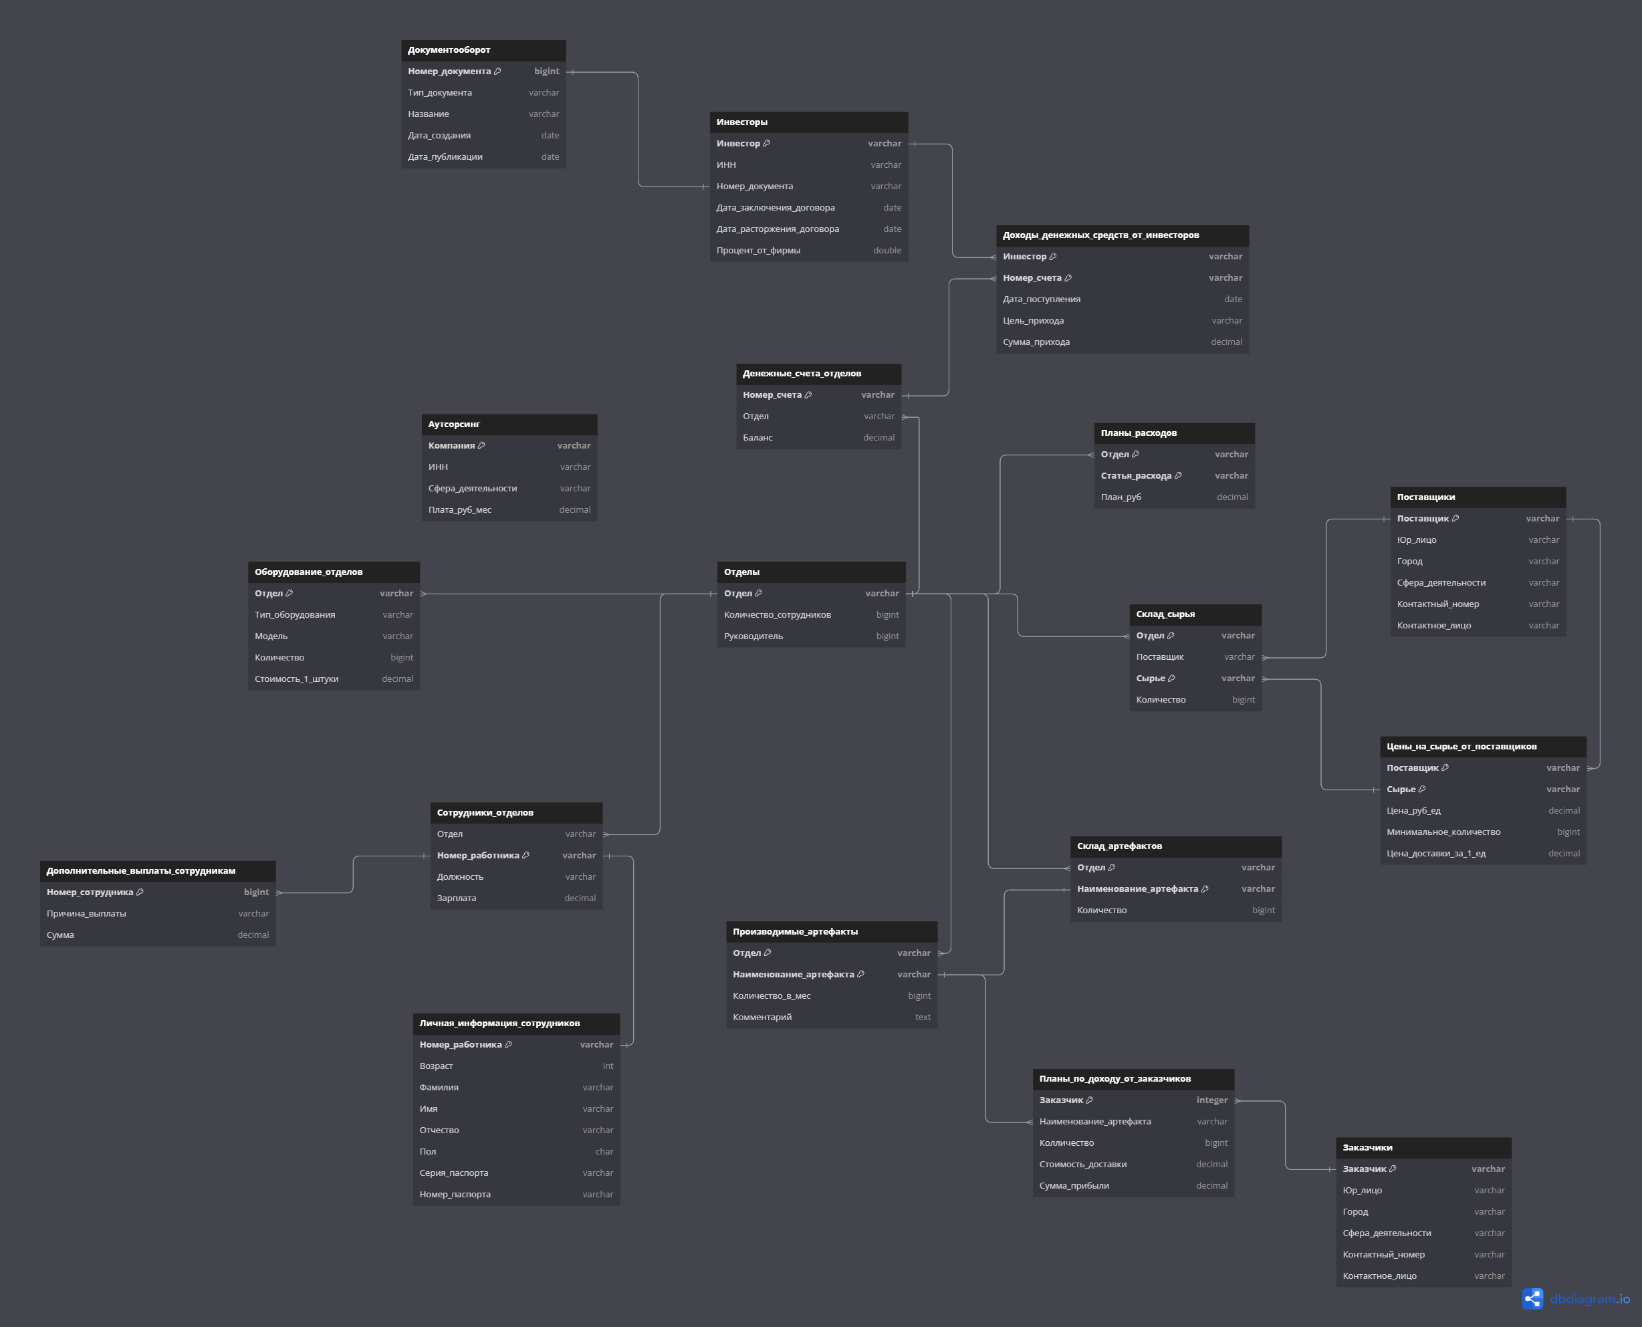 Документооборот
Номер_документа bigint
Тип_документа varchar
Название varchar
Дата_создания date
Дата_публикации date
Инвесторы
Инвестор varchar
ИНН varchar
Номер_документа varchar
Дата_заключения_договора date
Дата_расторжения_договора date
Процент_от_фирмы double
Доходы_денежных_средств_от_инвесторов
Инвестор varchar
Номер_счета varchar
Дата_поступления date
Цель_прихода varchar
Сумма_прихода decimal
Денежные_счета_отделов
Номер_счета varchar
Отдел varchar
Баланс decimal
Аутсорсинг
Компания varchar
ИНН varchar
Сфера_деятельности varchar
Плата_руб_мес decimal
Планы_расходов
Отдел varchar
Статья_расхода varchar
План_руб decimal
Поставщики
Поставщик varchar
Юр_лицо varchar
Город varchar
Сфера_деятельности varchar
Контактный_номер varchar
Контактное_лицо varchar
Оборудование_отделов
Отдел varchar
Тип_оборудования varchar
Модель varchar
Количество bigint
Стоимость_1_штуки decimal
Отделы
Отдел varchar
Количество_сотрудников bigint
Руководитель bigint
Склад_сырья
Отдел varchar
Поставщик varchar
Сырье varchar
Количество bigint
Цены_на_сырье_от_поставщиков
Поставщик varchar
Сырье varchar
Цена_руб_ед decimal
Минимальное_количество bigint
Цена_доставки_за_1_ед decimal
Сотрудники_отделов
Отдел varchar
Номер_работника varchar
Должность varchar
Зарплата decimal
Дополнительные_выплаты_сотрудникам
Номер_сотрудника bigint
Причина_выплаты varchar
Сумма decimal
Склад_артефактов
Отдел varchar
Наименование_артефакта varchar
Количество bigint
Производимые_артефакты
Отдел varchar
Наименование_артефакта varchar
Количество_в_мес bigint
Комментарий text
Личная_информация_сотрудников
Номер_работника varchar
Возраст int
Фамилия varchar
Имя varchar
Отчество varchar
Пол char
Серия_паспорта varchar
Номер_паспорта varchar
Планы_по_доходу_от_заказчиков
Заказчик integer
Наименование_артефакта varchar
Колличество bigint
Стоимость_доставки decimal
Сумма_прибыли decimal
Заказчики
Заказчик varchar
Юр_лицо varchar
Город varchar
Сфера_деятельности varchar
Контактный_номер varchar
Контактное_лицо varchar
dbdiagram.io